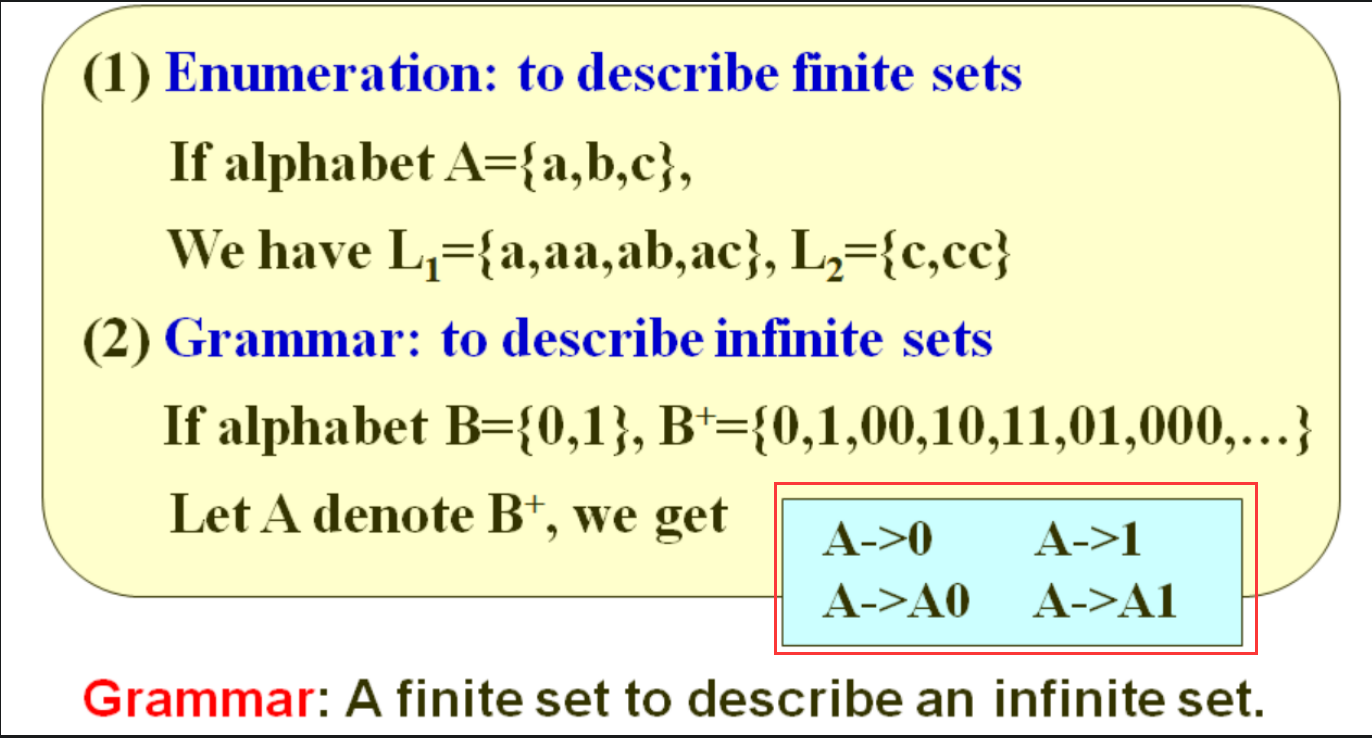 (1) Enumeration: to describe finite sets
If alphabet A={a,b,c},
We have L₁={a,aa,ab,ac}, L₂={c,cc}
(2) Grammar: to describe infinite sets
If alphabet B={0,1}, B⁺={0,1,00,10,11,01,000,...}
Let A denote B⁺, we get
A->0 A->1
A->A0 A->A1
Grammar: A finite set to describe an infinite set.